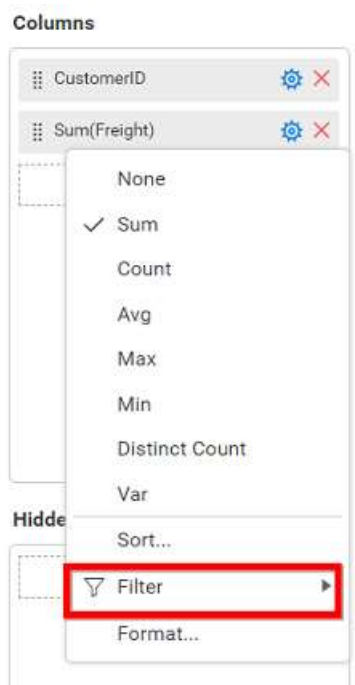 Columns
CustomerID
Sum(Freight)
None
Sum
Count
Avg
Max
Min
Distinct Count
Var
Hidde
Sort...
Filter
Format...